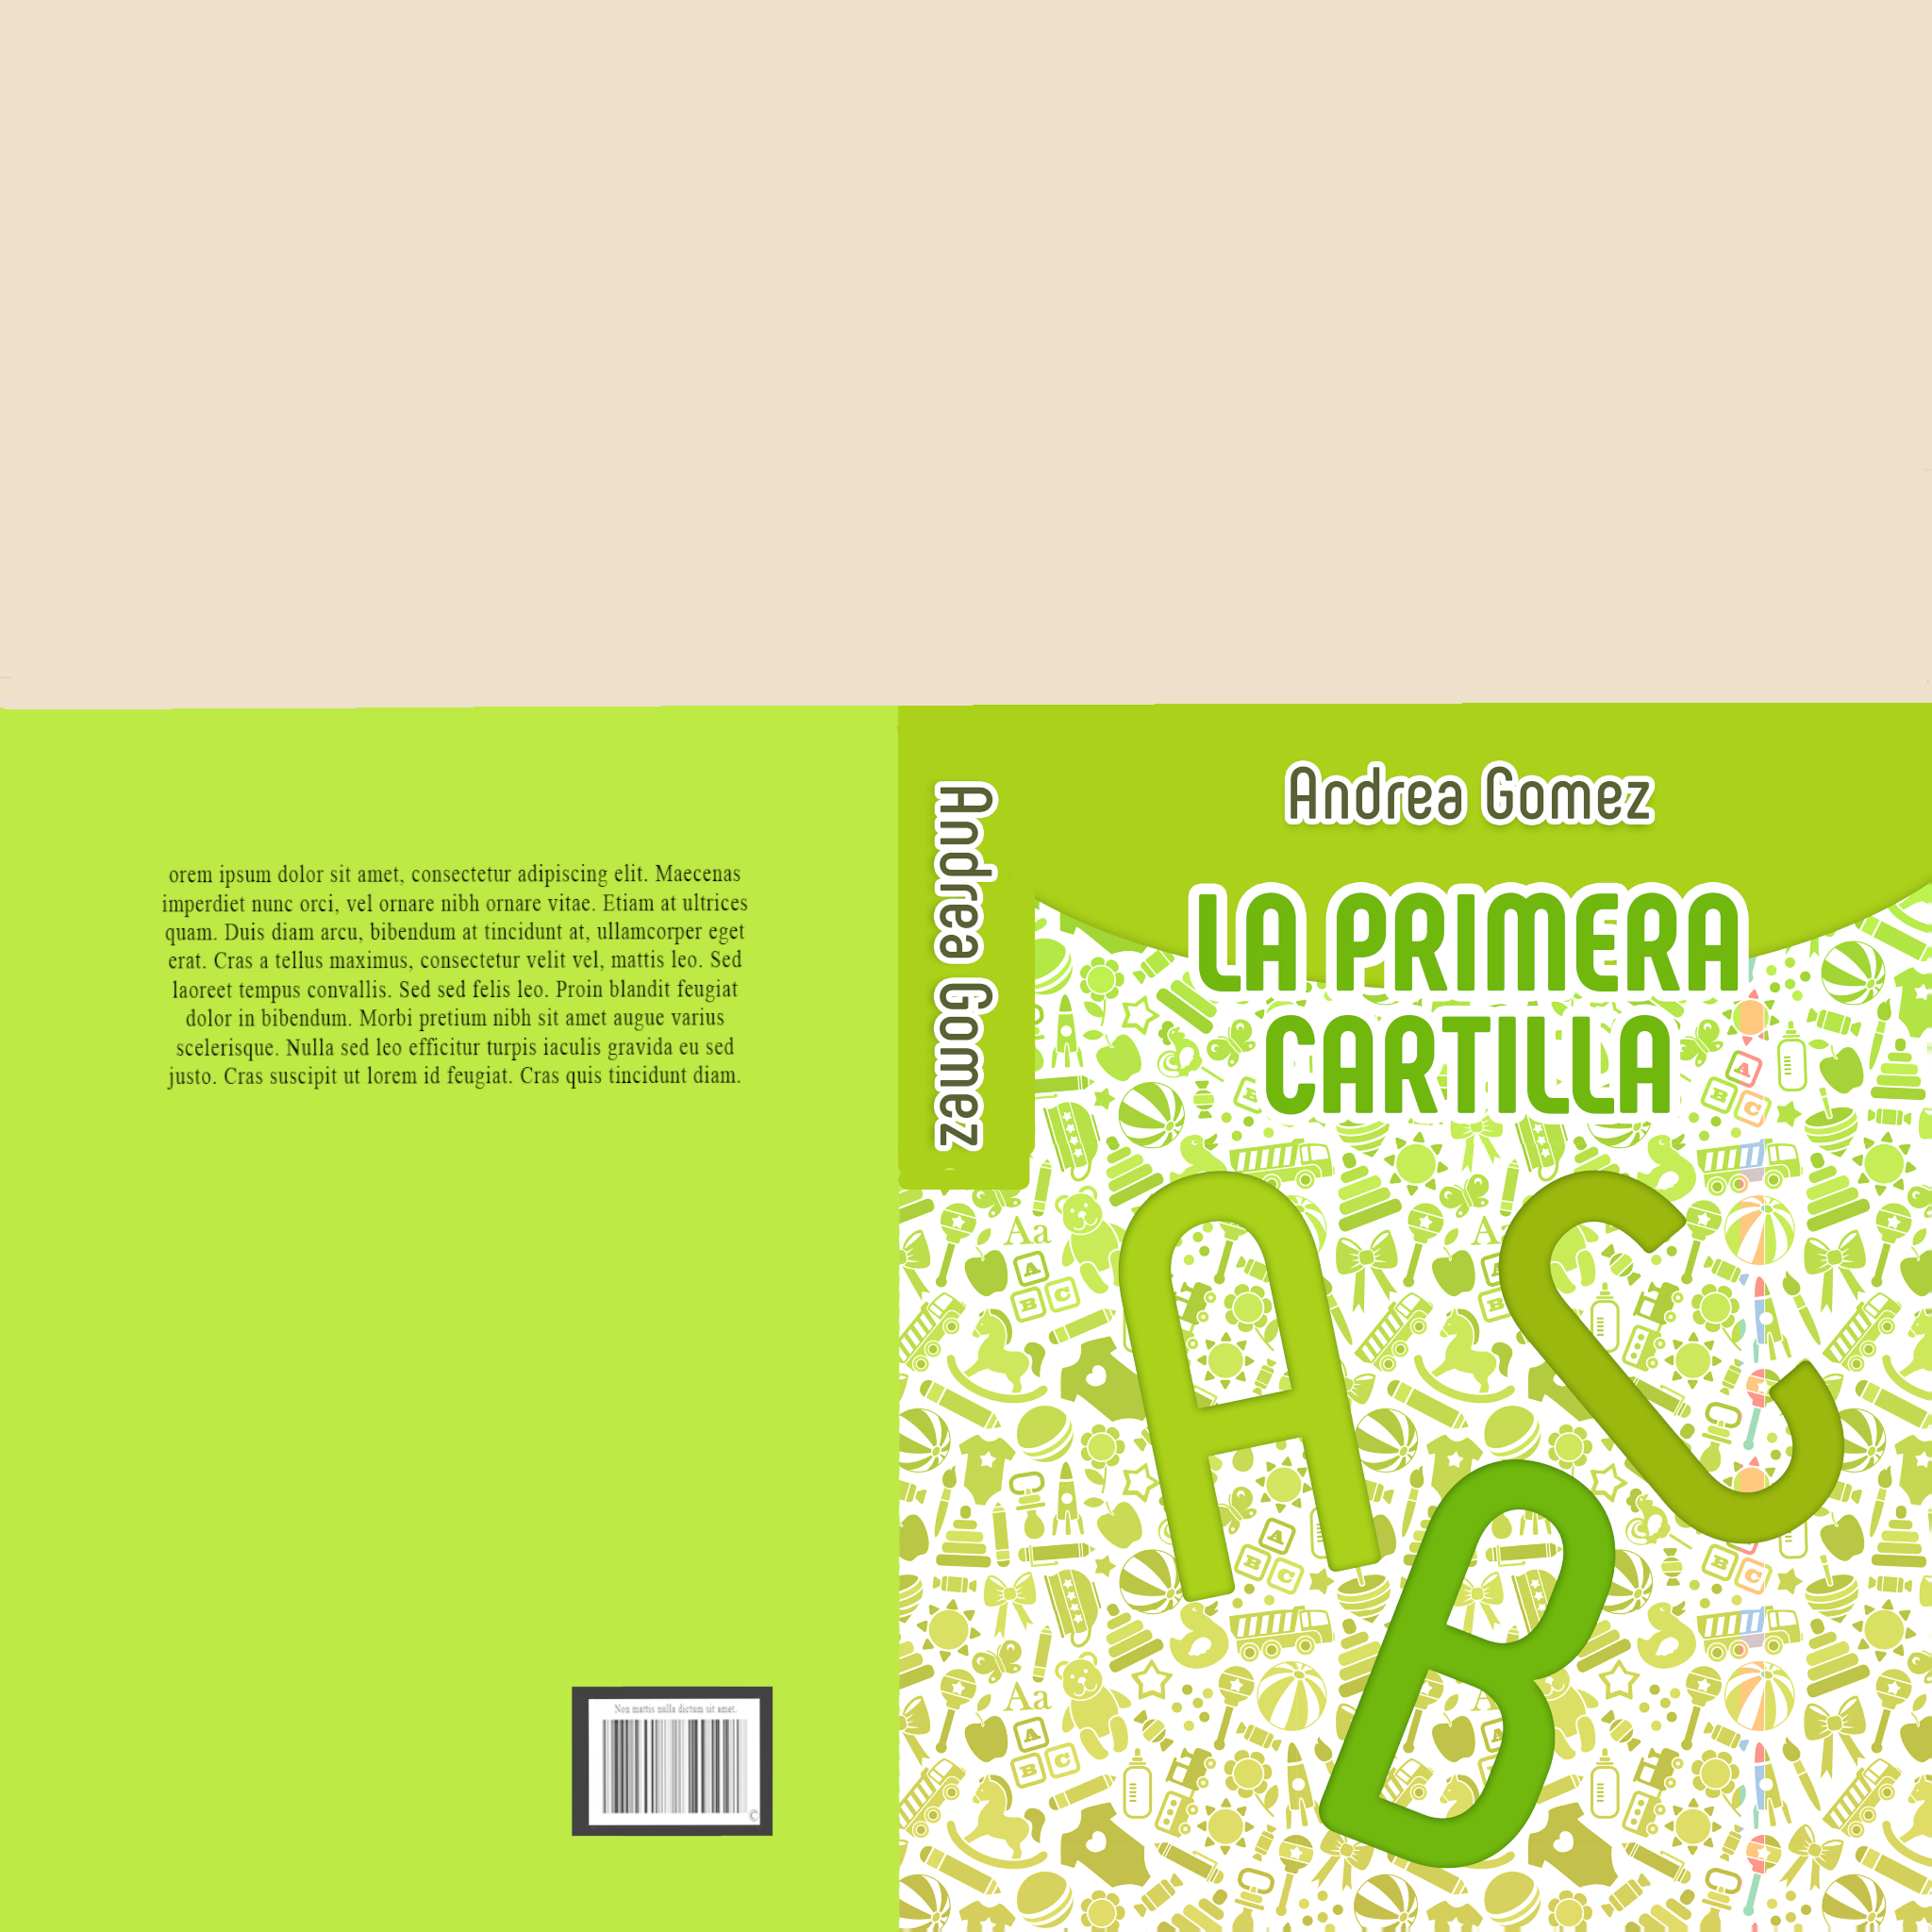 orem ipsum dolor sit amet, consectetur adipiscing elit. Maecenas
imperdiet nunc orci, vel ornare nibh ornare vitae. Etiam at ultrices
quam. Duis diam arcu, bibendum at tincidunt at, ullamcorper eget
erat. Cras a tellus maximus, consectetur velit vel, mattis leo. Sed
laoreet tempus convallis. Sed sed felis leo. Proin blandit feugiat
dolor in bibendum. Morbi pretium nibh sit amet augue varius
scelerisque. Nulla sed leo efficitur turpis iaculis gravida eu sed
justo. Cras suscipit ut lorem id feugiat. Cras quis tincidunt diam.
Non mattis nulla dictum sit amet.
©
Andrea Gomez
Andrea Gomez
LA PRIMERA
CARTILLA
A
C
B
Aa
A
B C
A
B C
A
B C
Aa
A
B C
B C